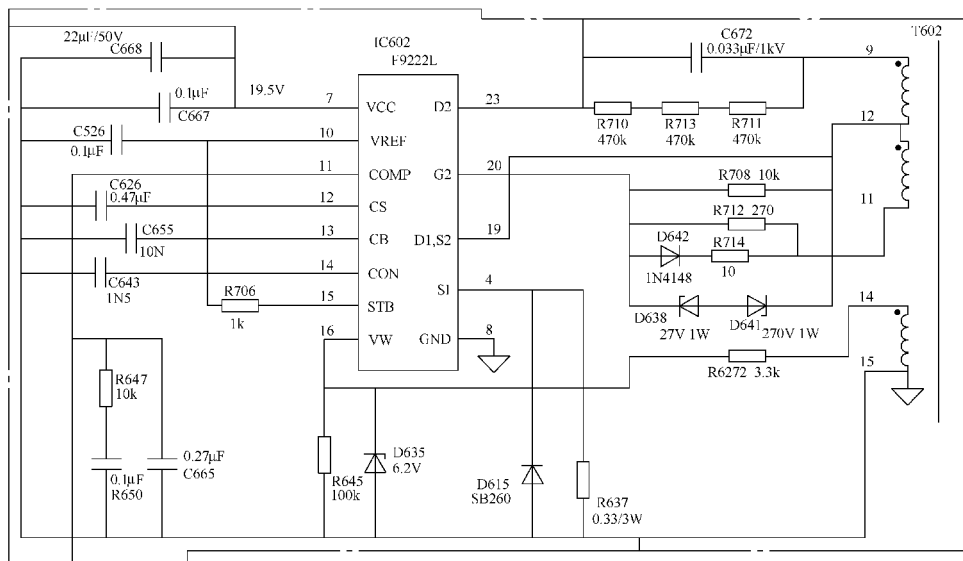 22μF/50V
C668
0.1μF
C667
19.5V
C526
0.1μF
C626
0.47μF
C655
10N
C643
1N5
R706
1k
IC602
F9222L
7
VCC
10
VREF
11
COMP
12
CS
13
CB
14
CON
15
STB
16
VW
D2
23
G2
20
D1,S2
19
S1
4
GND
8
C672
0.033μF/1kV
T602
9
12
11
14
15
R710
470k
R713
470k
R711
470k
R708 10k
R712 270
D642
1N4148
R714
10
D638
27V 1W
D641
270V 1W
R6272 3.3k
R647
10k
0.1μF
R650
0.27μF
C665
R645
100k
D635
6.2V
D615
SB260
R637
0.33/3W